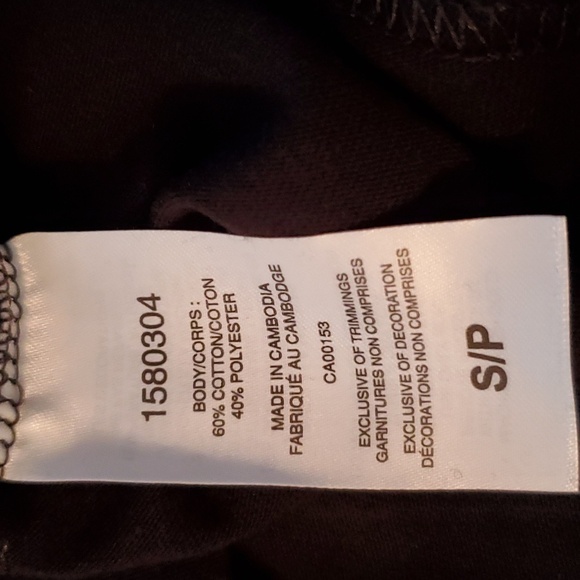 1580304
BODY/CORPS :
60% COTTON/COTON
40% POLYESTER
MADE IN CAMBODIA
FABRIQUÉ AU CAMBODGE
CA00153
EXCLUSIVE OF TRIMMINGS
GARNITURES NON COMPRISES
EXCLUSIVE OF DECORATION
DÉCORATIONS NON COMPRISES
S/P